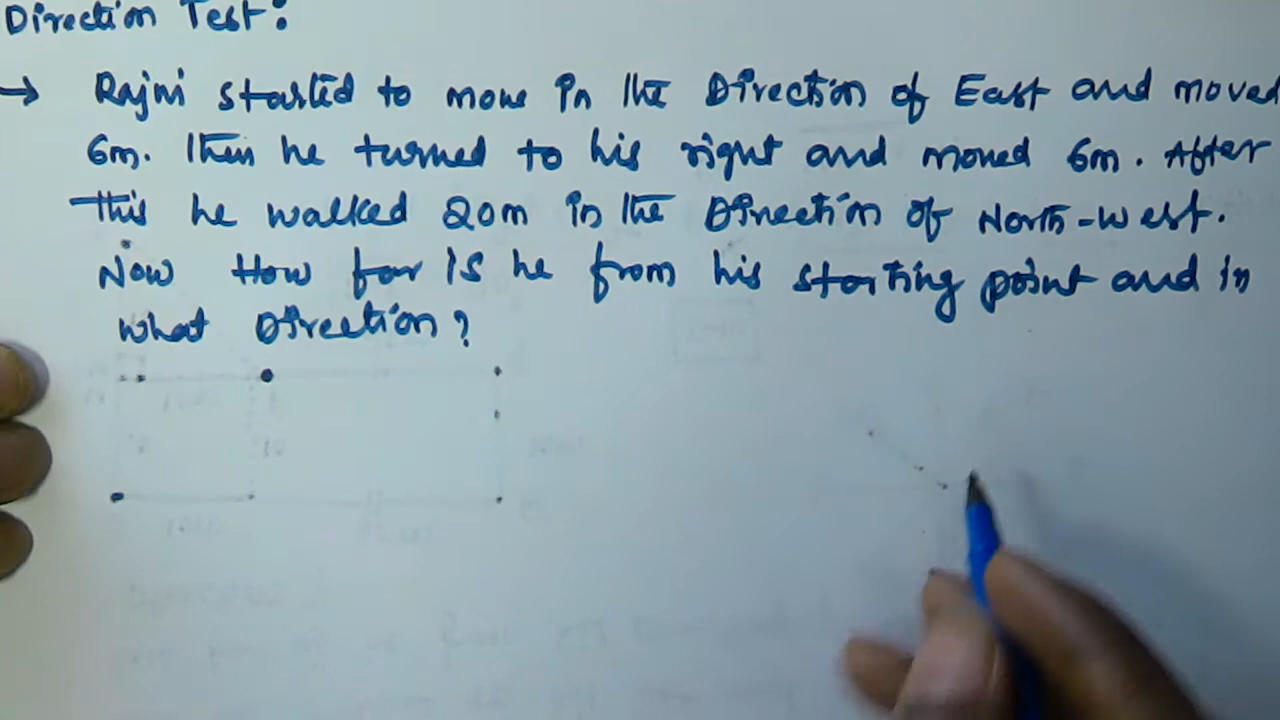 Direction Test:
→ Rajni started to move in the Direction of East and moved
6m. Then he turned to his right and moved 6m. After
this he walked 20m in the Direction of North-West.
Now How far is he from his starting point and in
what Direction?